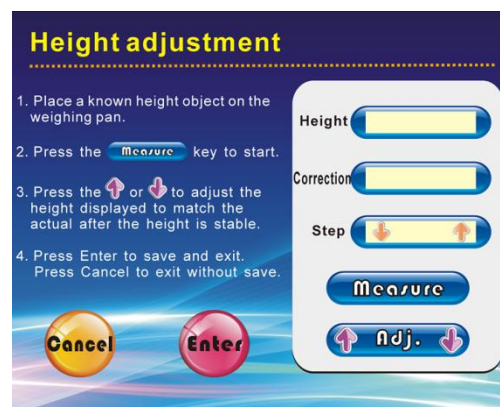 Height adjustment
1. Place a known height object on the
weighing pan.
2. Press the Measure key to start.
3. Press the or to adjust the
height displayed to match the
actual after the height is stable.
4. Press Enter to save and exit.
Press Cancel to exit without save.
Cancel
Enter
Height
Correction
Step
Measure
Adj.